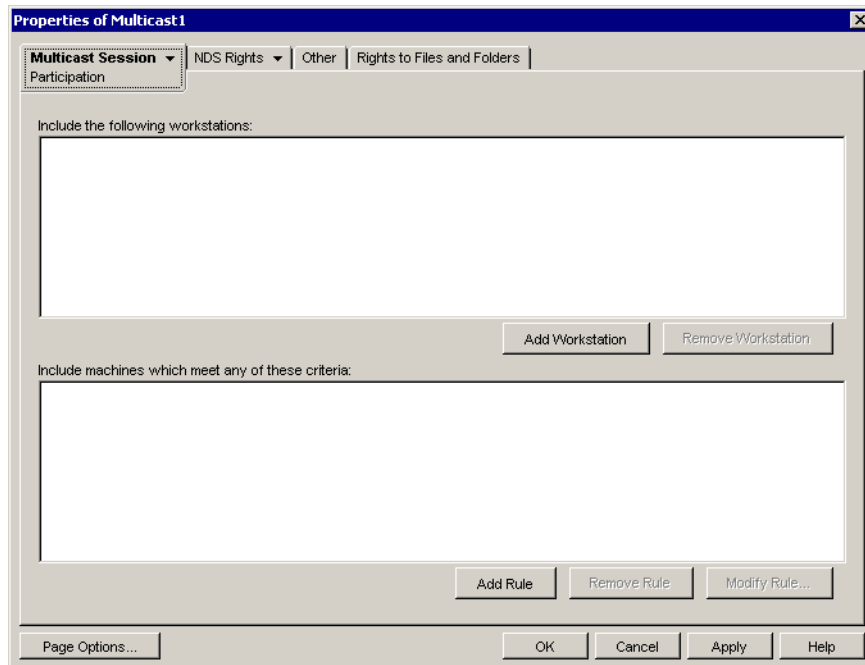 Properties of Multicast1
Multicast Session NDS Rights Other Rights to Files and Folders
Participation
Include the following workstations:
Add Workstation Remove Workstation
Include machines which meet any of these criteria:
Add Rule Remove Rule Modify Rule...
Page Options... OK Cancel Apply Help